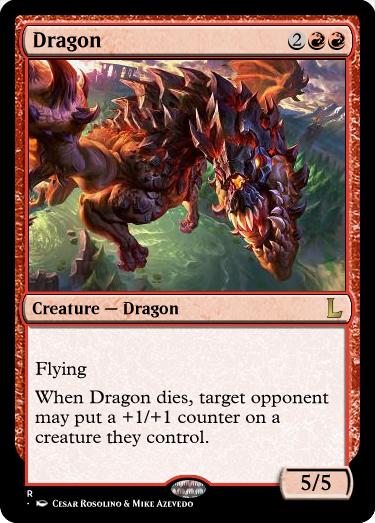 Dragon 2
Creature — Dragon L
Flying
When Dragon dies, target opponent
may put a +1/+1 counter on a
creature they control.
5/5
R
Cesar Rosolino & Mike Azevedo